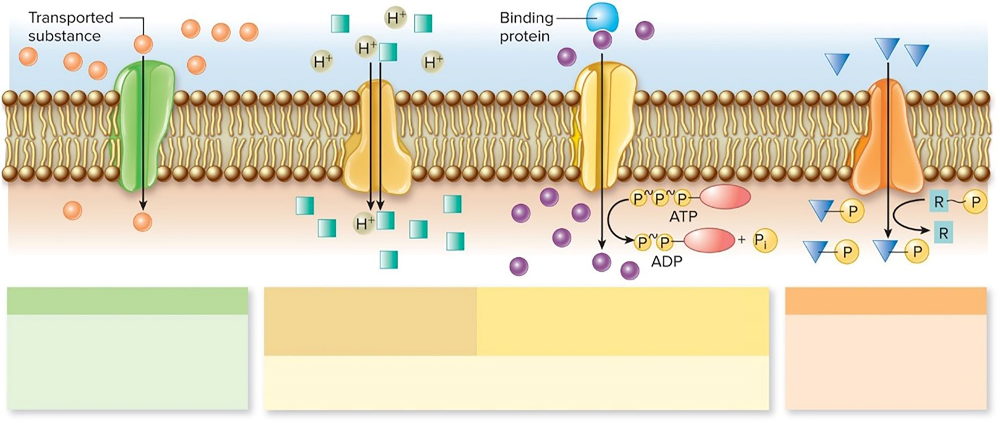 Transported
substance
H⁺
H⁺
H⁺
H⁺
H⁺
Binding
protein
P~P~P
ATP
P~P
+ Pᵢ
ADP
P
R P
R
P
P